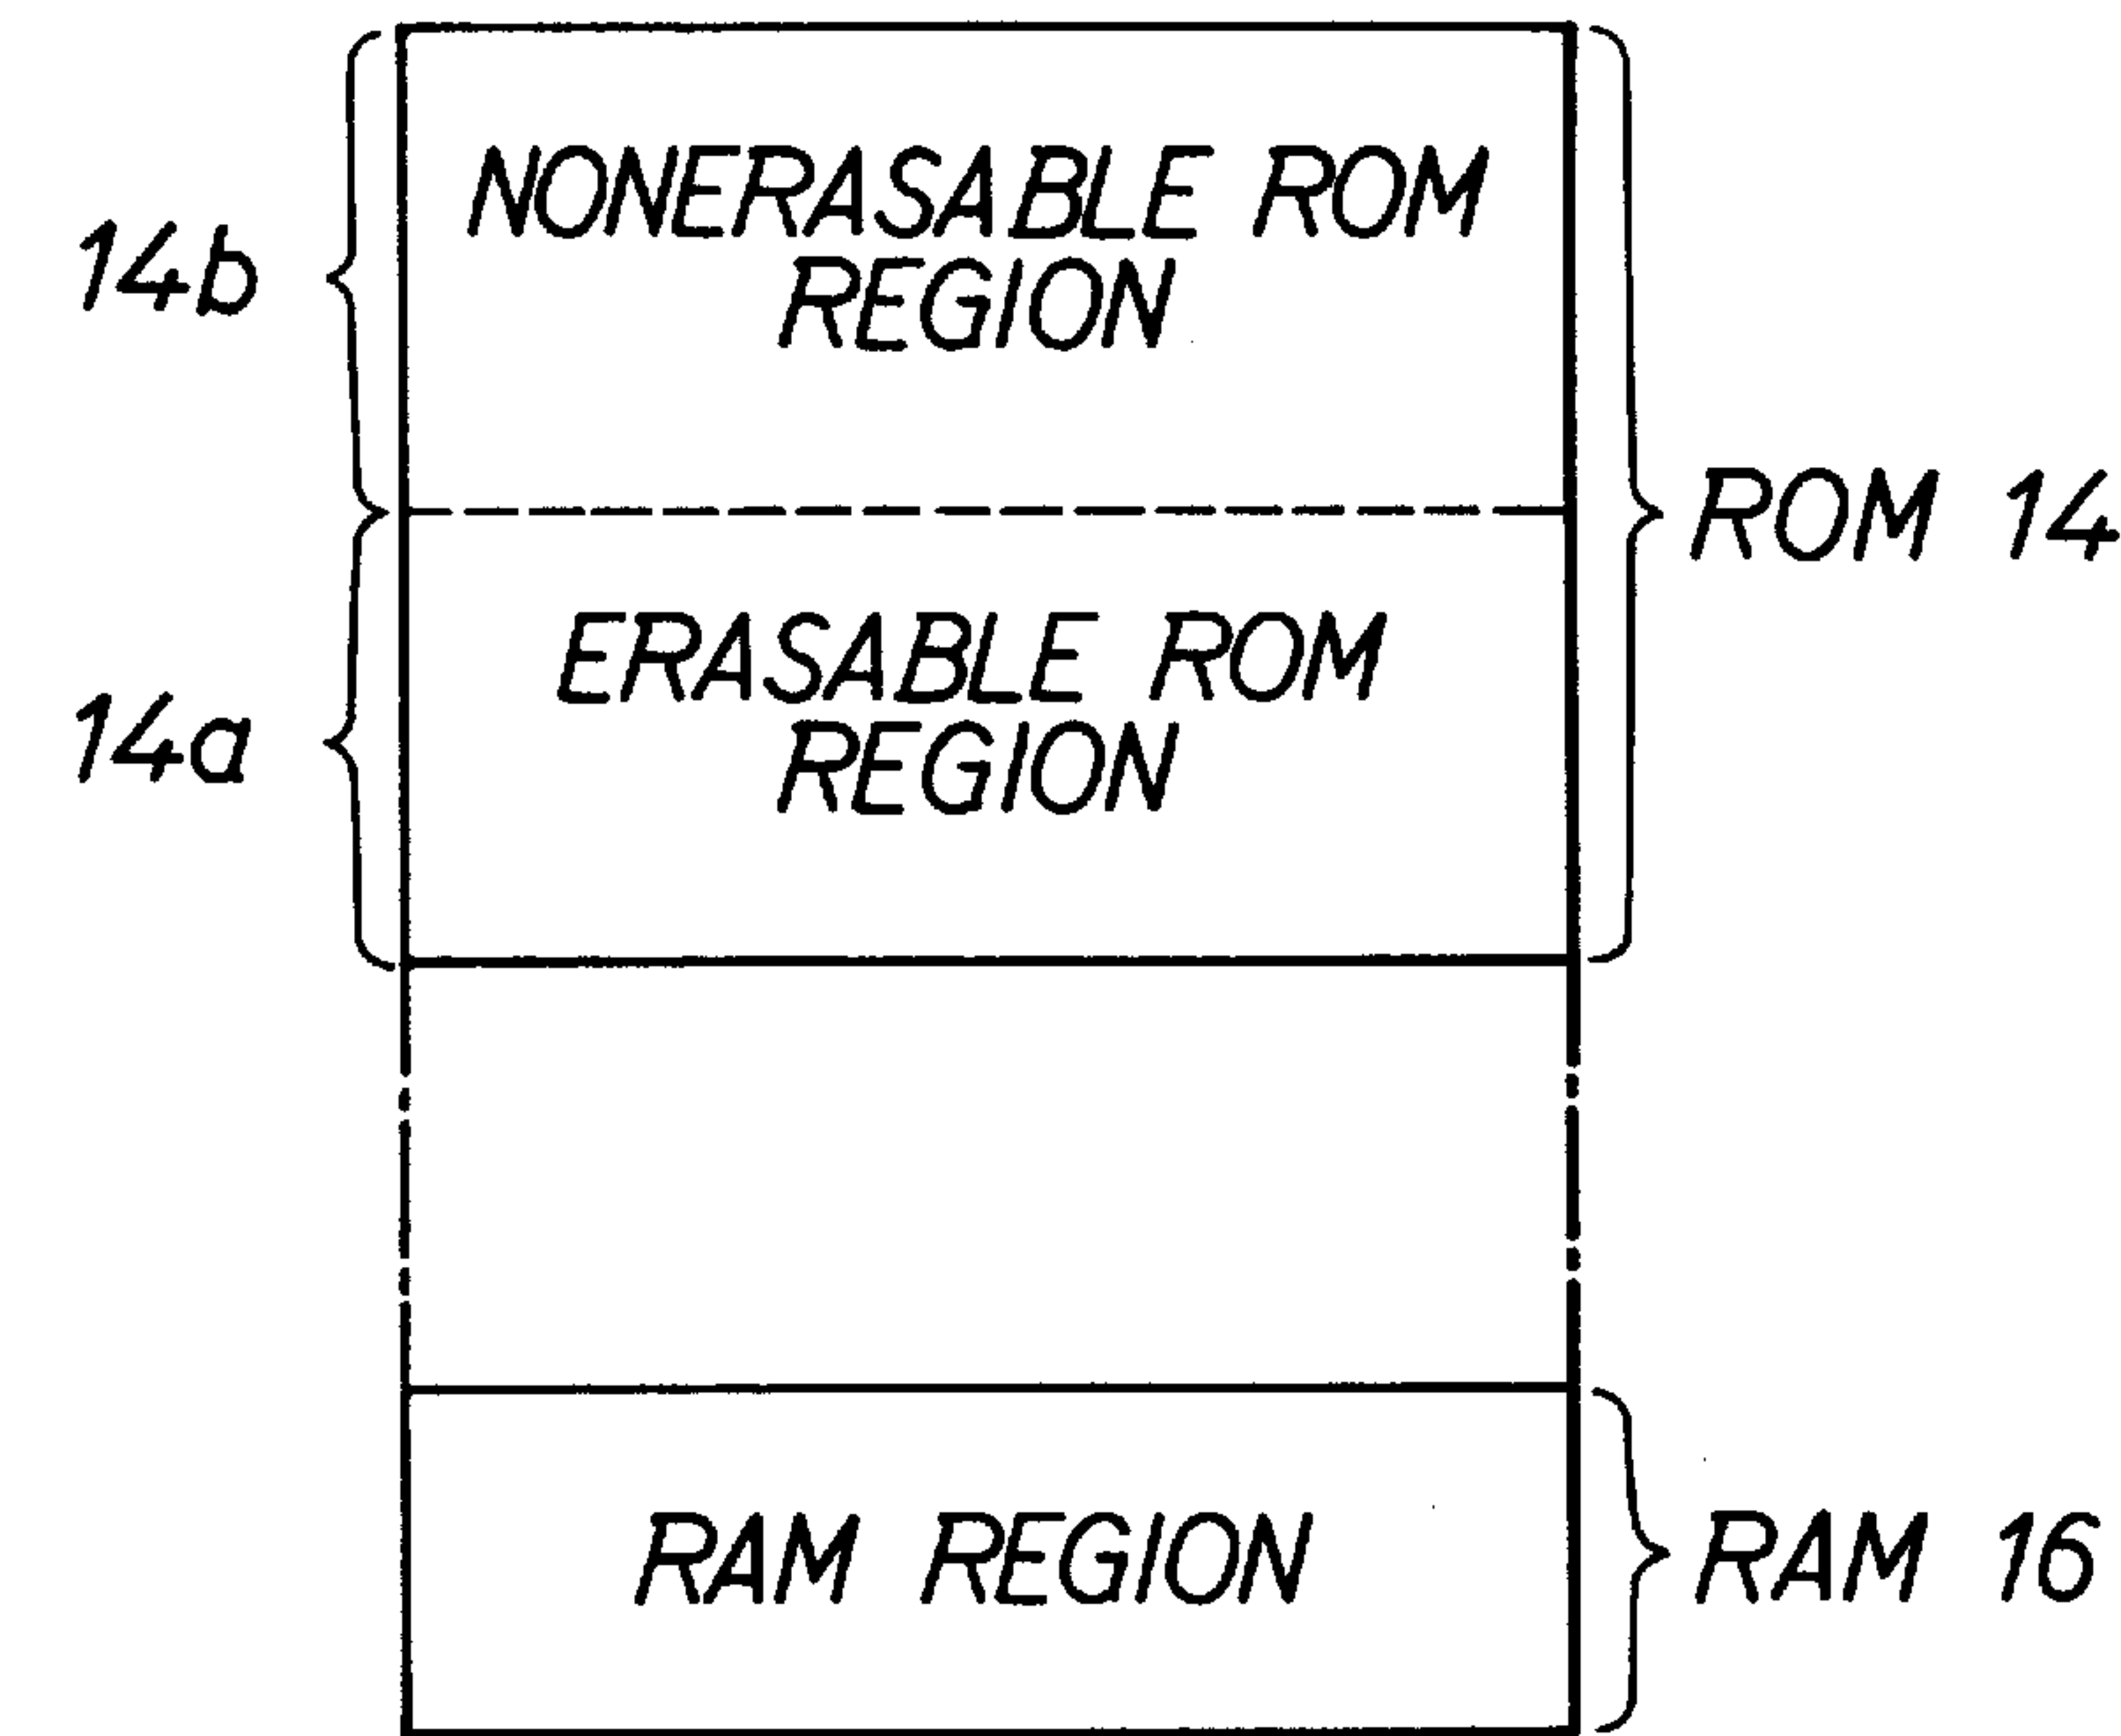 NONERASABLE ROM
REGION
14b
ROM 14
ERASABLE ROM
REGION
14a
RAM REGION
RAM 16